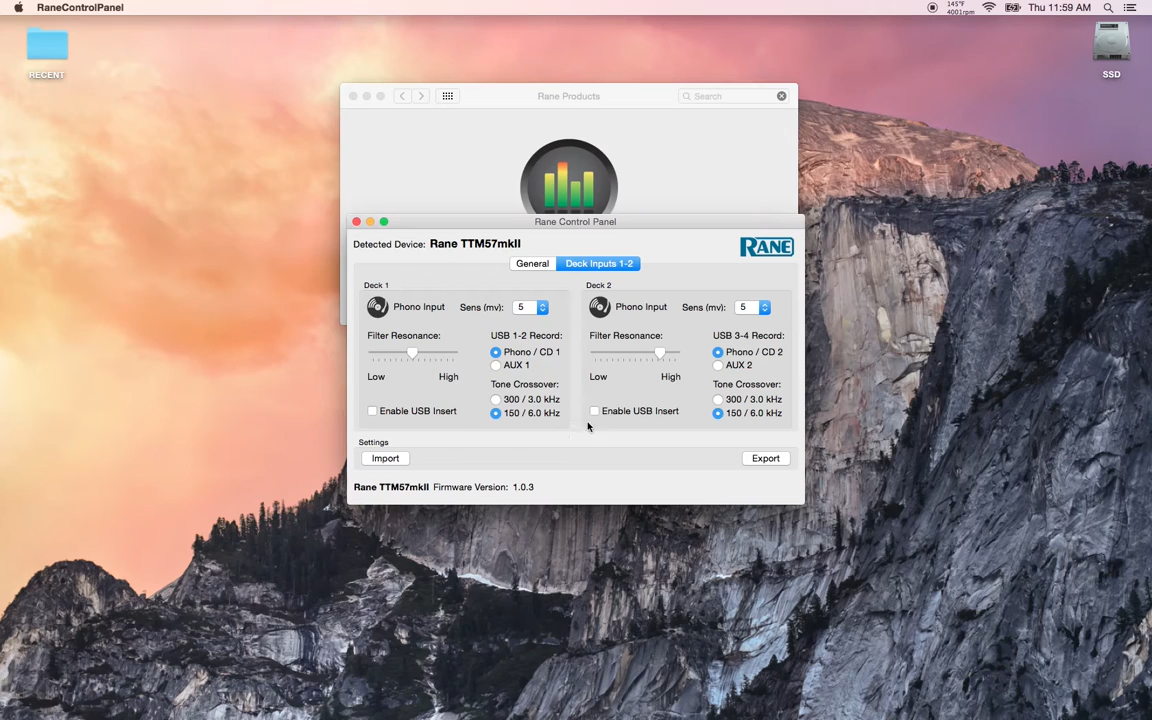 RaneControlPanel
145°F
4001rpm
Thu 11:59 AM
RECENT
SSD
Rane Products
Search
Rane Control Panel
Detected Device: Rane TTM57mkII
RANE
General Deck Inputs 1-2
Deck 1
Phono Input Sens (mv): 5
Filter Resonance: USB 1-2 Record:
Phono / CD 1
AUX 1
Low High
Tone Crossover:
300 / 3.0 kHz
Enable USB Insert
150 / 6.0 kHz
Deck 2
Phono Input Sens (mv): 5
Filter Resonance: USB 3-4 Record:
Phono / CD 2
AUX 2
Low High
Tone Crossover:
300 / 3.0 kHz
Enable USB Insert
150 / 6.0 kHz
Settings
Import Export
Rane TTM57mkII Firmware Version: 1.0.3